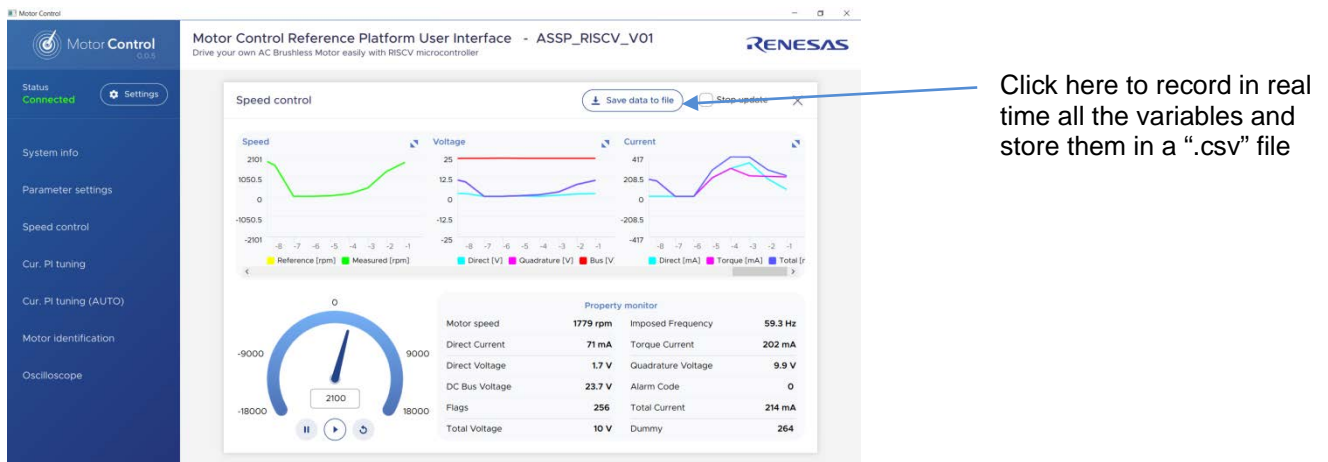 Motor Control
Motor Control
0.0.5
Motor Control Reference Platform User Interface - ASSP_RISCV_V01
Drive your own AC Brushless Motor easily with RISCV microcontroller
RENESAS
Status
Connected
Settings
System info
Parameter settings
Speed control
Cur. PI tuning
Cur. PI tuning (AUTO)
Motor identification
Oscilloscope
Speed control
Save data to file
Stop update
Click here to record in real
time all the variables and
store them in a “.csv” file
Speed
2101
1050.5
0
-1050.5
-2101
-8 -7 -6 -5 -4 -3 -2 -1
Reference [rpm] Measured [rpm]
Voltage
25
12.5
0
-12.5
-25
-8 -7 -6 -5 -4 -3 -2 -1
Direct [V] Quadrature [V] Bus [V
Current
417
208.5
0
-208.5
-417
-8 -7 -6 -5 -4 -3 -2 -1
Direct [mA] Torque [mA] Total [r
0
-9000 9000
-18000 18000
2100
Property monitor
Motor speed 1779 rpm Imposed Frequency 59.3 Hz
Direct Current 71 mA Torque Current 202 mA
Direct Voltage 1.7 V Quadrature Voltage 9.9 V
DC Bus Voltage 23.7 V Alarm Code 0
Flags 256 Total Current 214 mA
Total Voltage 10 V Dummy 264